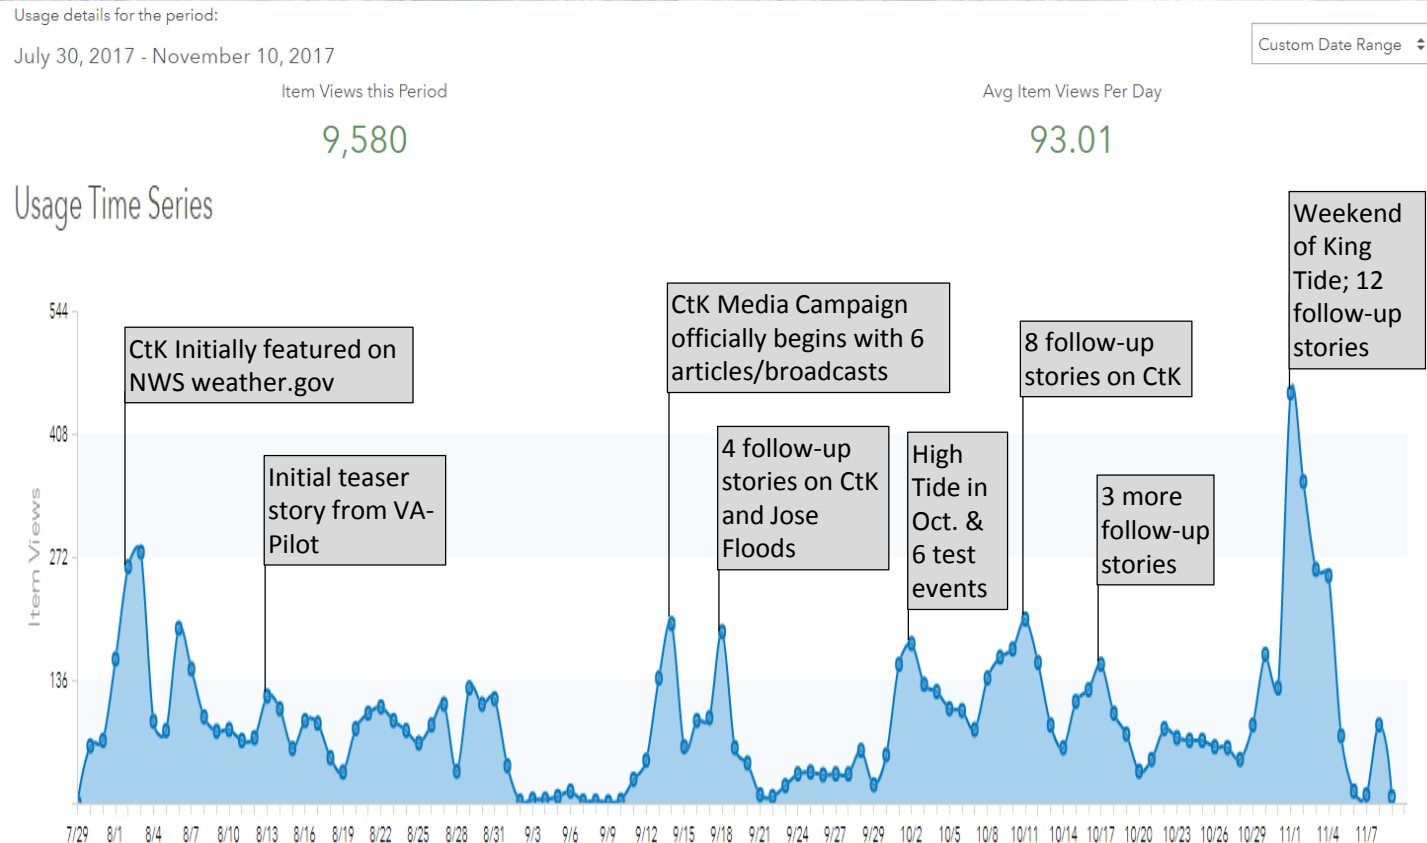 Usage details for the period:
July 30, 2017 - November 10, 2017
Custom Date Range
Item Views this Period
Avg Item Views Per Day
9,580
93.01
Usage Time Series
Weekend
of King
Tide; 12
follow-up
stories
CtK Media Campaign
officially begins with 6
articles/broadcasts
CtK Initially featured on
NWS weather.gov
8 follow-up
stories on CtK
4 follow-up
stories on CtK
and Jose
Floods
High
Tide in
Oct. &
6 test
events
Initial teaser
story from VA-
Pilot
3 more
follow-up
stories
Item Views
544
408
272
136
7/29 8/1 8/4 8/7 8/10 8/13 8/16 8/19 8/22 8/25 8/28 8/31 9/3 9/6 9/9 9/12 9/15 9/18 9/21 9/24 9/27 9/29 10/2 10/5 10/8 10/11 10/14 10/17 10/20 10/23 10/26 10/29 11/1 11/4 11/7